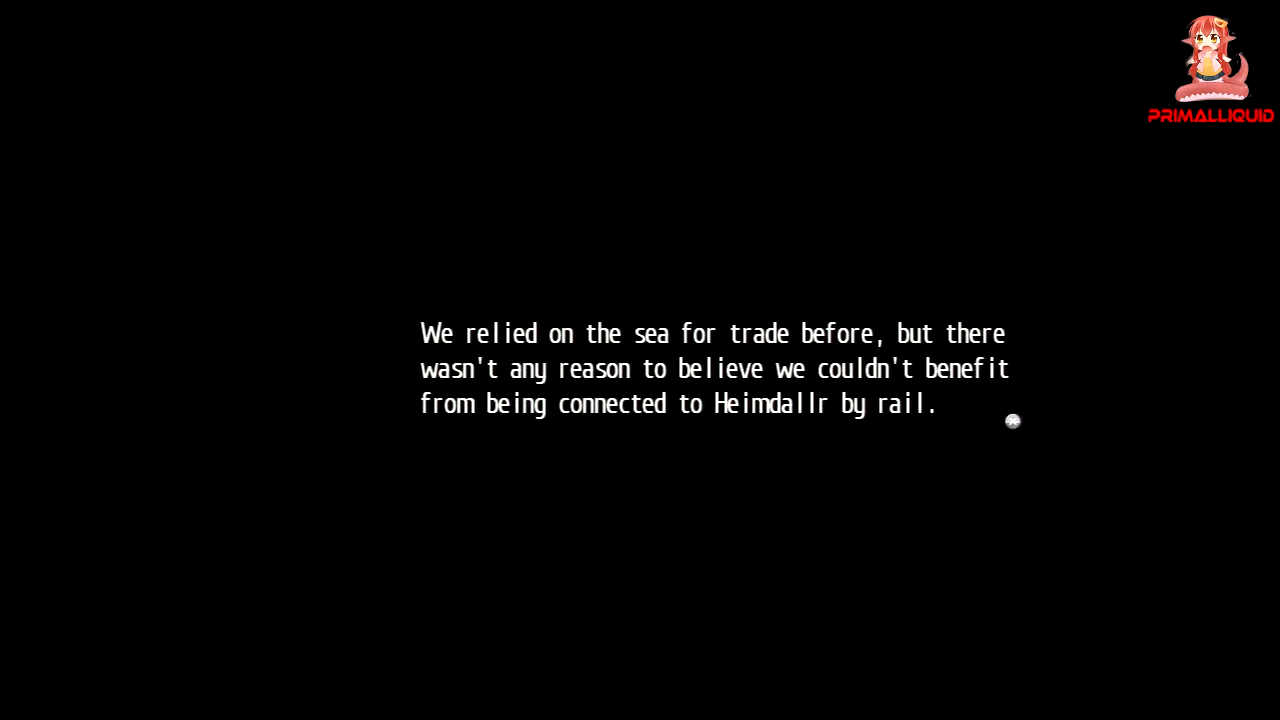 PRIMALLIQUID
We relied on the sea for trade before, but there
wasn't any reason to believe we couldn't benefit
from being connected to Heimdallr by rail.